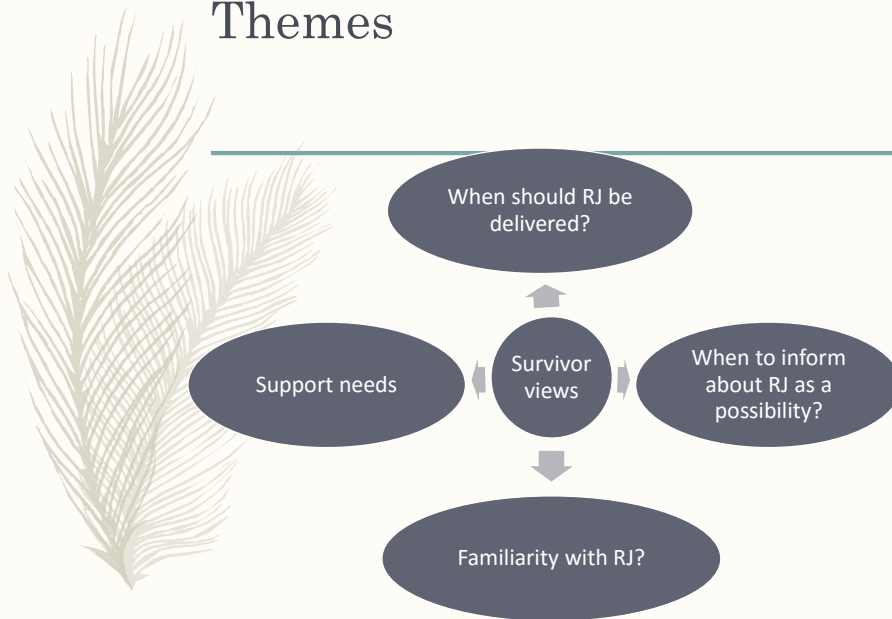 Themes
When should RJ be
delivered?
Support needs
Survivor
views
When to inform
about RJ as a
possibility?
Familiarity with RJ?